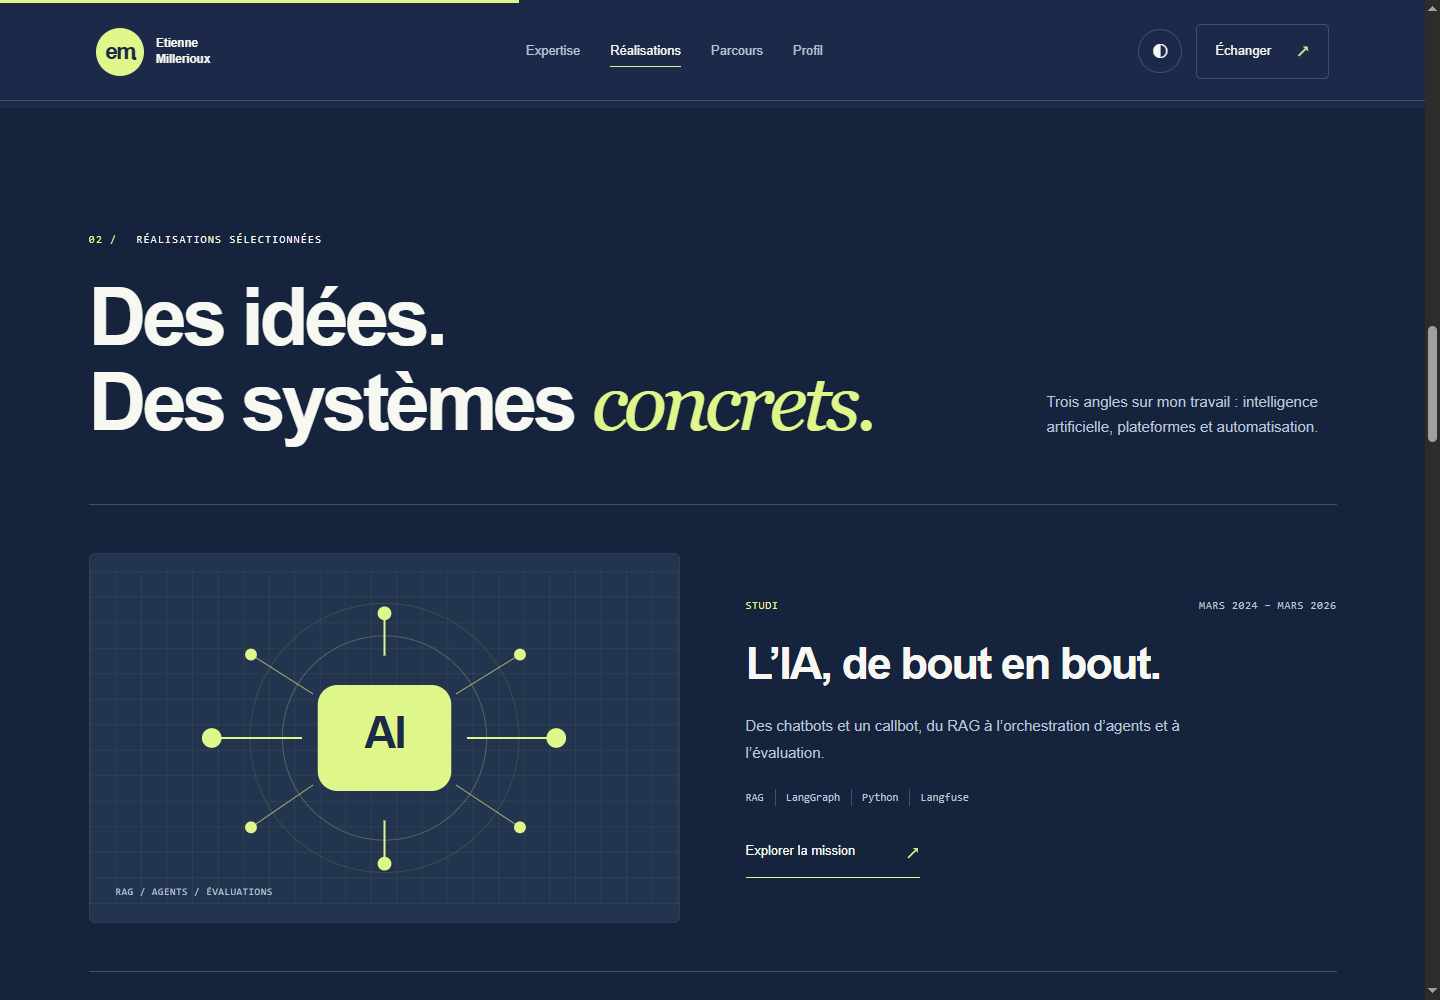 em
Etienne
Millerioux
Expertise
Réalisations
Parcours
Profil
Échanger
02 / RÉALISATIONS SÉLECTIONNÉES
Des idées.
Des systèmes concrets.
Trois angles sur mon travail : intelligence
artificielle, plateformes et automatisation.
AI
RAG / AGENTS / ÉVALUATIONS
STUDI
MARS 2024 – MARS 2026
L’IA, de bout en bout.
Des chatbots et un callbot, du RAG à l’orchestration d’agents et à
l’évaluation.
RAG
LangGraph
Python
Langfuse
Explorer la mission